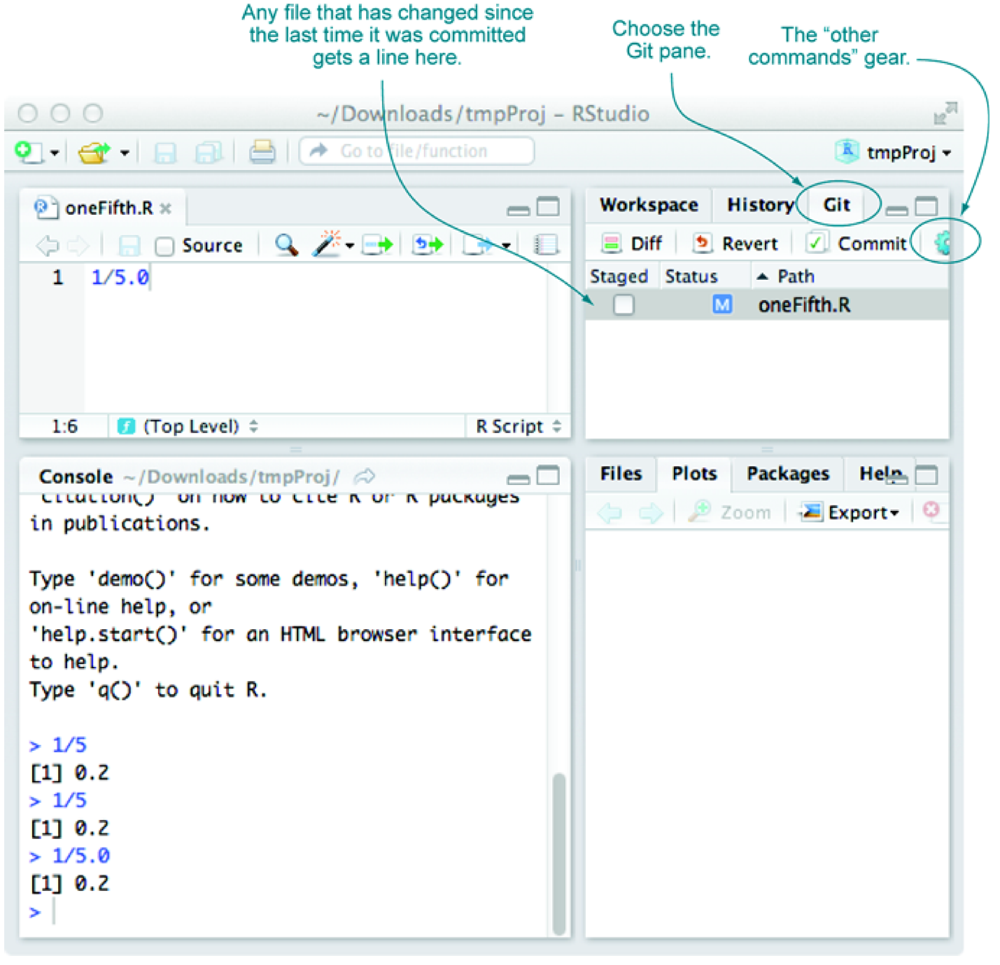 Any file that has changed since
the last time it was committed
gets a line here.
Choose the
Git pane.
The “other
commands” gear.
~/Downloads/tmpProj – RStudio
Go to file/function
tmpProj
oneFifth.R
Source
1 1/5.0
1:6 (Top Level) R Script
Workspace History Git
Diff Revert Commit
Staged Status Path
M oneFifth.R
Console ~/Downloads/tmpProj/
'citation()' on how to cite R or R packages
in publications.
Type 'demo()' for some demos, 'help()' for
on-line help, or
'help.start()' for an HTML browser interface
to help.
Type 'q()' to quit R.
> 1/5
[1] 0.2
> 1/5
[1] 0.2
> 1/5.0
[1] 0.2
>
Files Plots Packages Help
Zoom Export